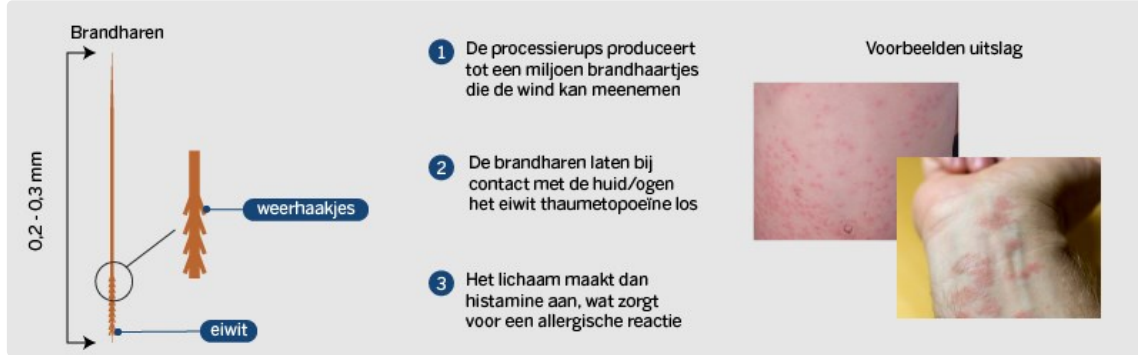 Brandharen
0,2 - 0,3 mm
weerhaakjes
eiwit
1 De processierups produceert
tot een miljoen brandhaartjes
die de wind kan meenemen
2 De brandharen laten bij
contact met de huid/ogen
het eiwit thaumetopoeïne los
3 Het lichaam maakt dan
histamine aan, wat zorgt
voor een allergische reactie
Voorbeelden uitslag